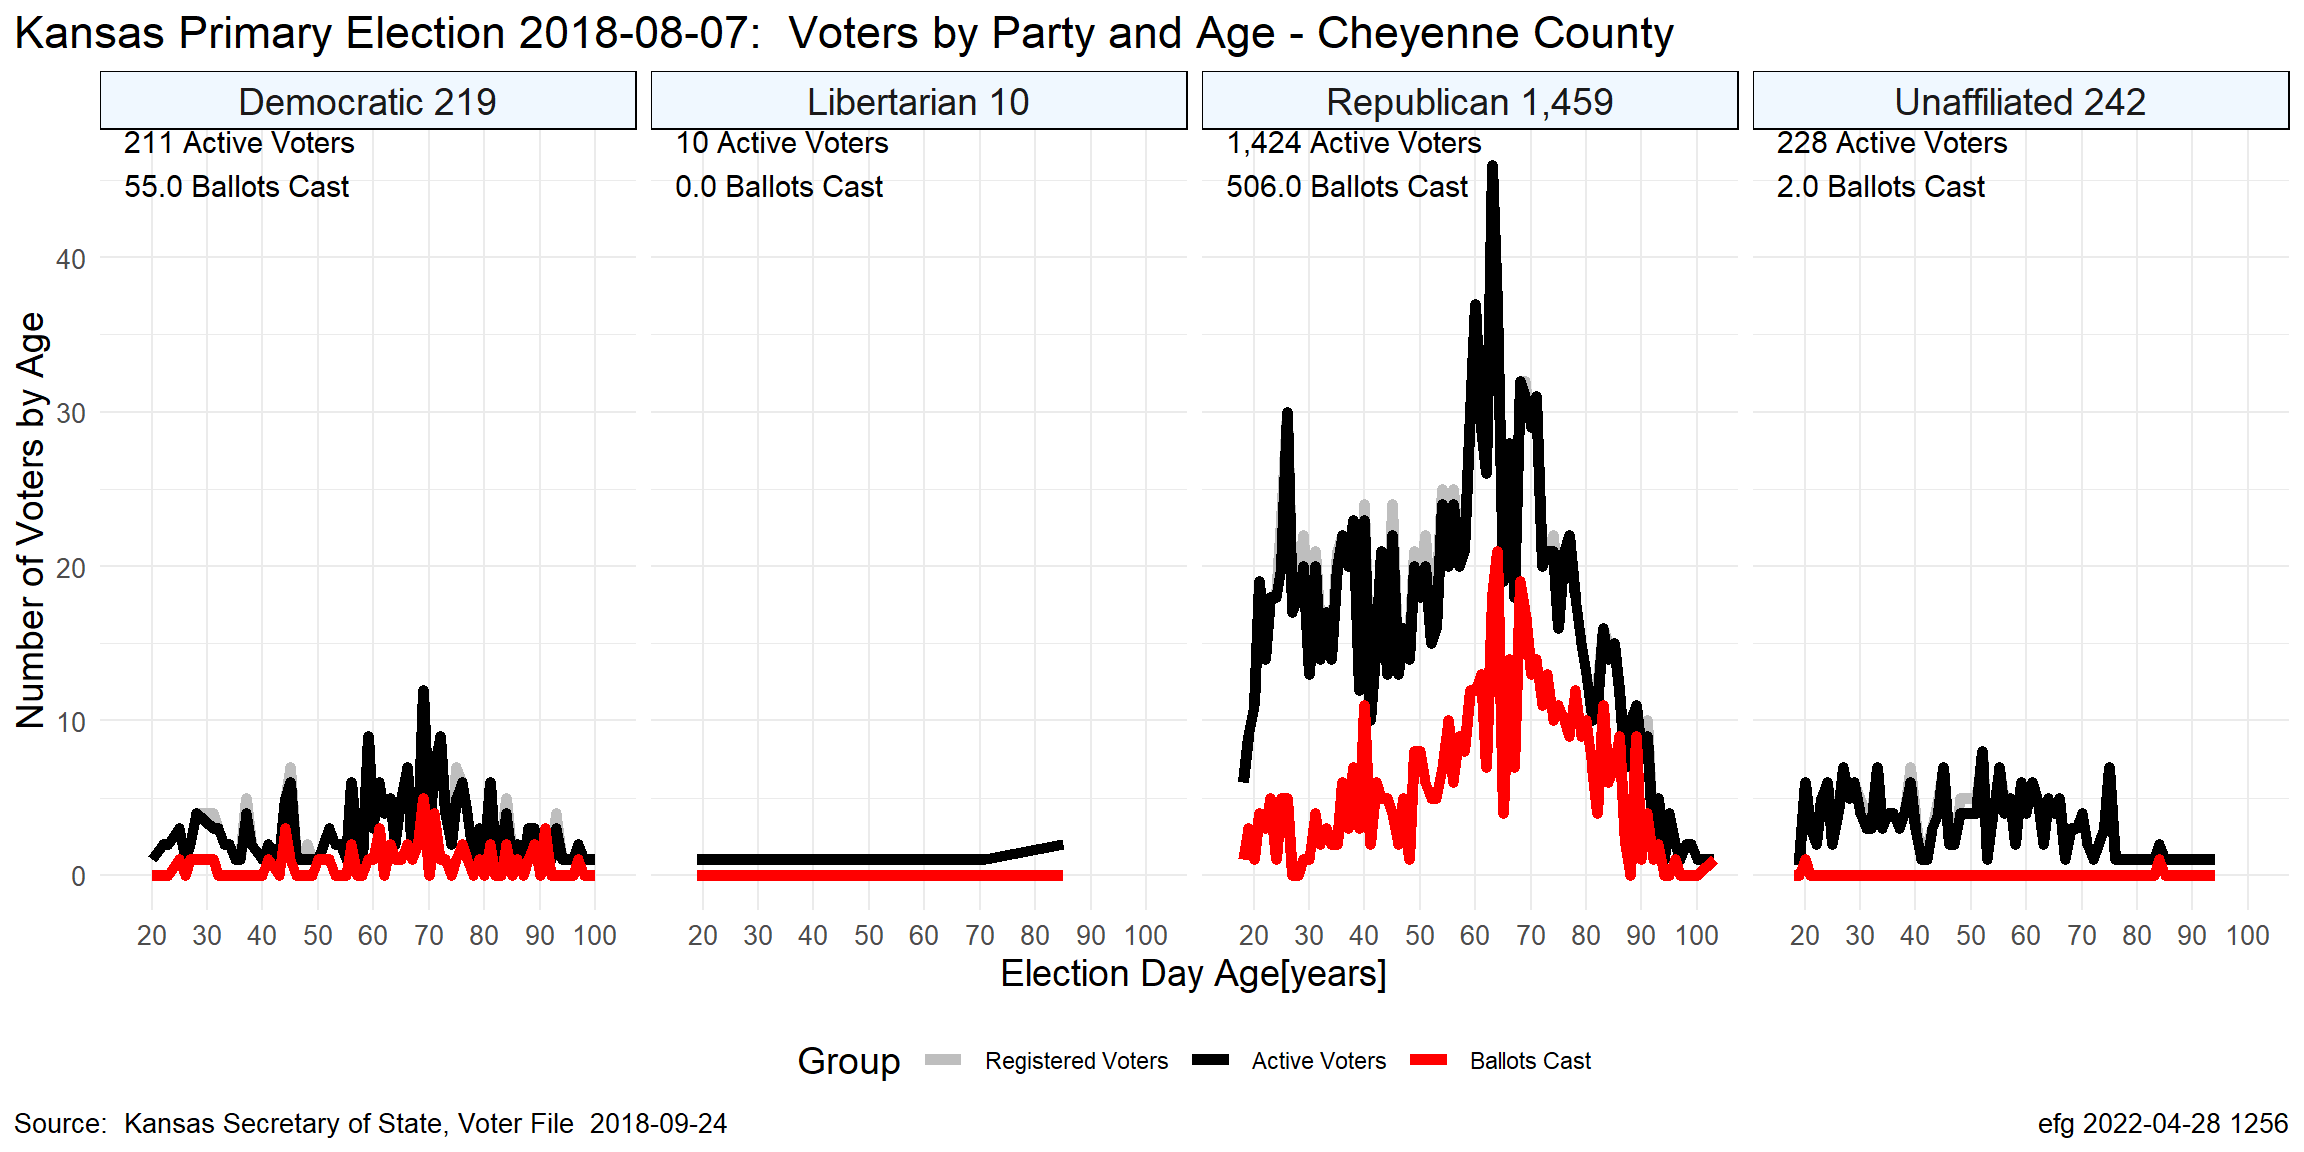 Kansas Primary Election 2018-08-07:  Voters by Party and Age - Cheyenne County
Democratic 219
Libertarian 10
Republican 1,459
Unaffiliated 242
211 Active Voters
55.0 Ballots Cast
10 Active Voters
0.0 Ballots Cast
1,424 Active Voters
506.0 Ballots Cast
228 Active Voters
2.0 Ballots Cast
Number of Voters by Age
40
30
20
10
0
20 30 40 50 60 70 80 90 100
20 30 40 50 60 70 80 90 100
20 30 40 50 60 70 80 90 100
20 30 40 50 60 70 80 90 100
Election Day Age[years]
Group Registered Voters Active Voters Ballots Cast
Source:  Kansas Secretary of State, Voter File  2018-09-24
efg 2022-04-28 1256